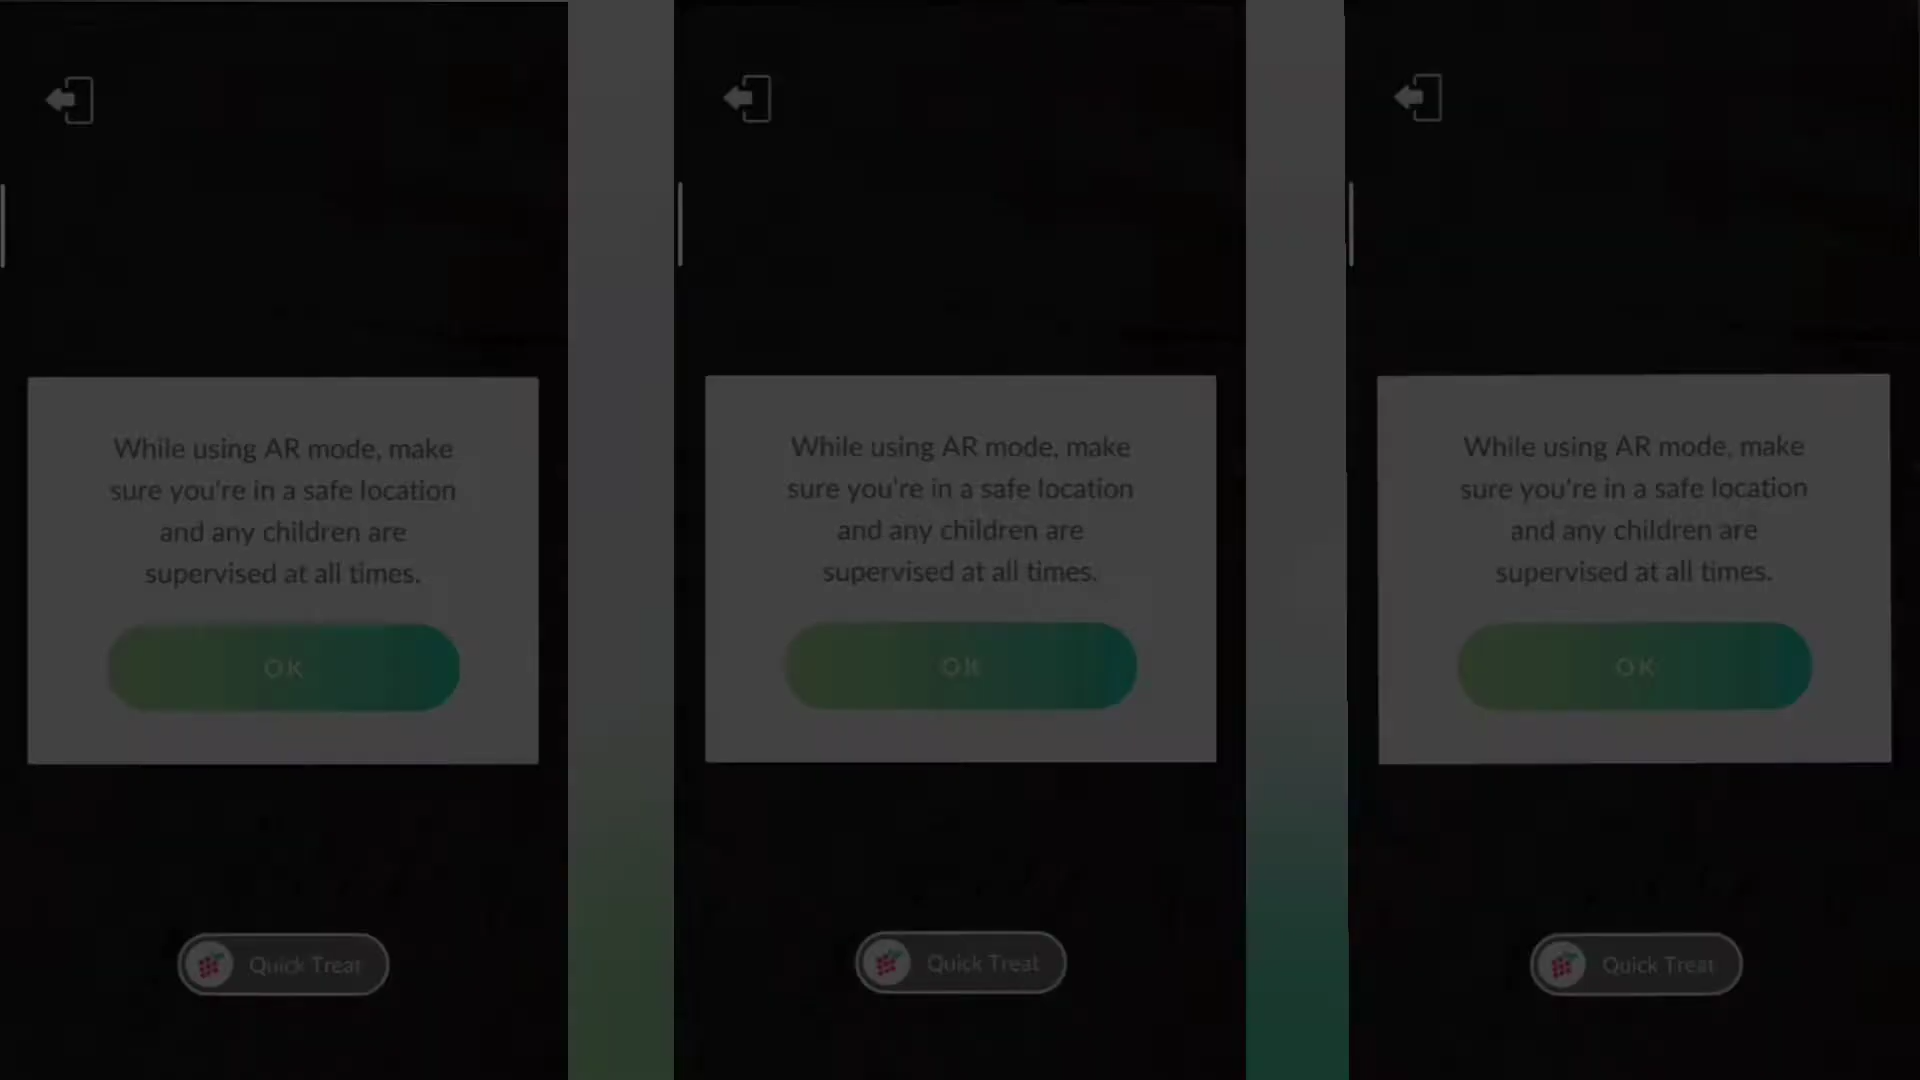 While using AR mode, make
sure you're in a safe location
and any children are
supervised at all times.
OK
Quick Treat
While using AR mode, make
sure you're in a safe location
and any children are
supervised at all times.
OK
Quick Treat
While using AR mode, make
sure you're in a safe location
and any children are
supervised at all times.
OK
Quick Treat